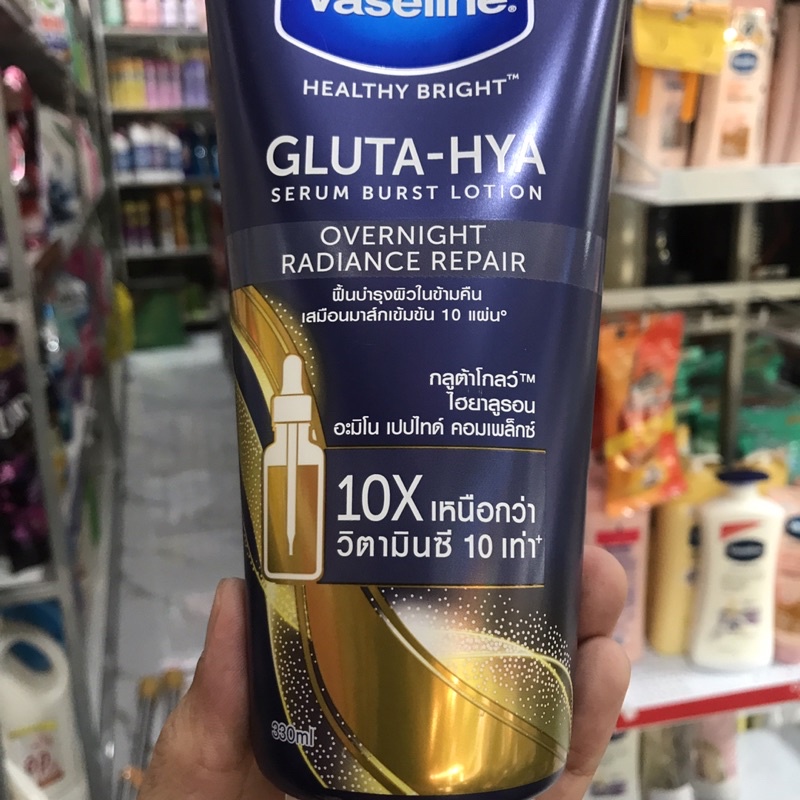 Vaseline®
HEALTHY BRIGHT™
GLUTA-HYA
SERUM BURST LOTION
OVERNIGHT
RADIANCE REPAIR
ฟื้นบำรุงผิวในข้ามคืน
เสมือนมาส์กเข้มข้น 10 แผ่น°
กลูต้าโกลว์™
ไฮยาลูรอน
อะมิโน เปปไทด์ คอมเพล็กซ์
10X เหนือกว่า
วิตามินซี 10 เท่า⁺
330ml